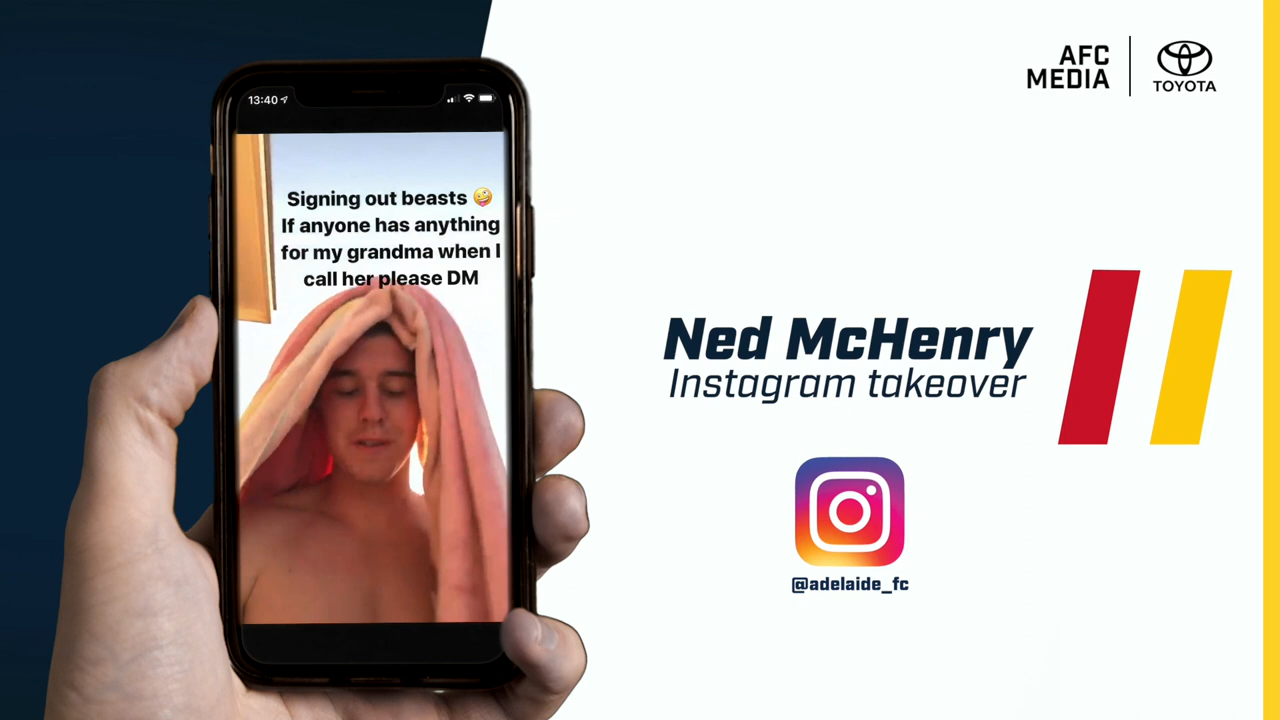 13:40
Signing out beasts 🤪
If anyone has anything
for my grandma when I
call her please DM
AFC
MEDIA
TOYOTA
Ned McHenry
Instagram takeover
@adelaide_fc